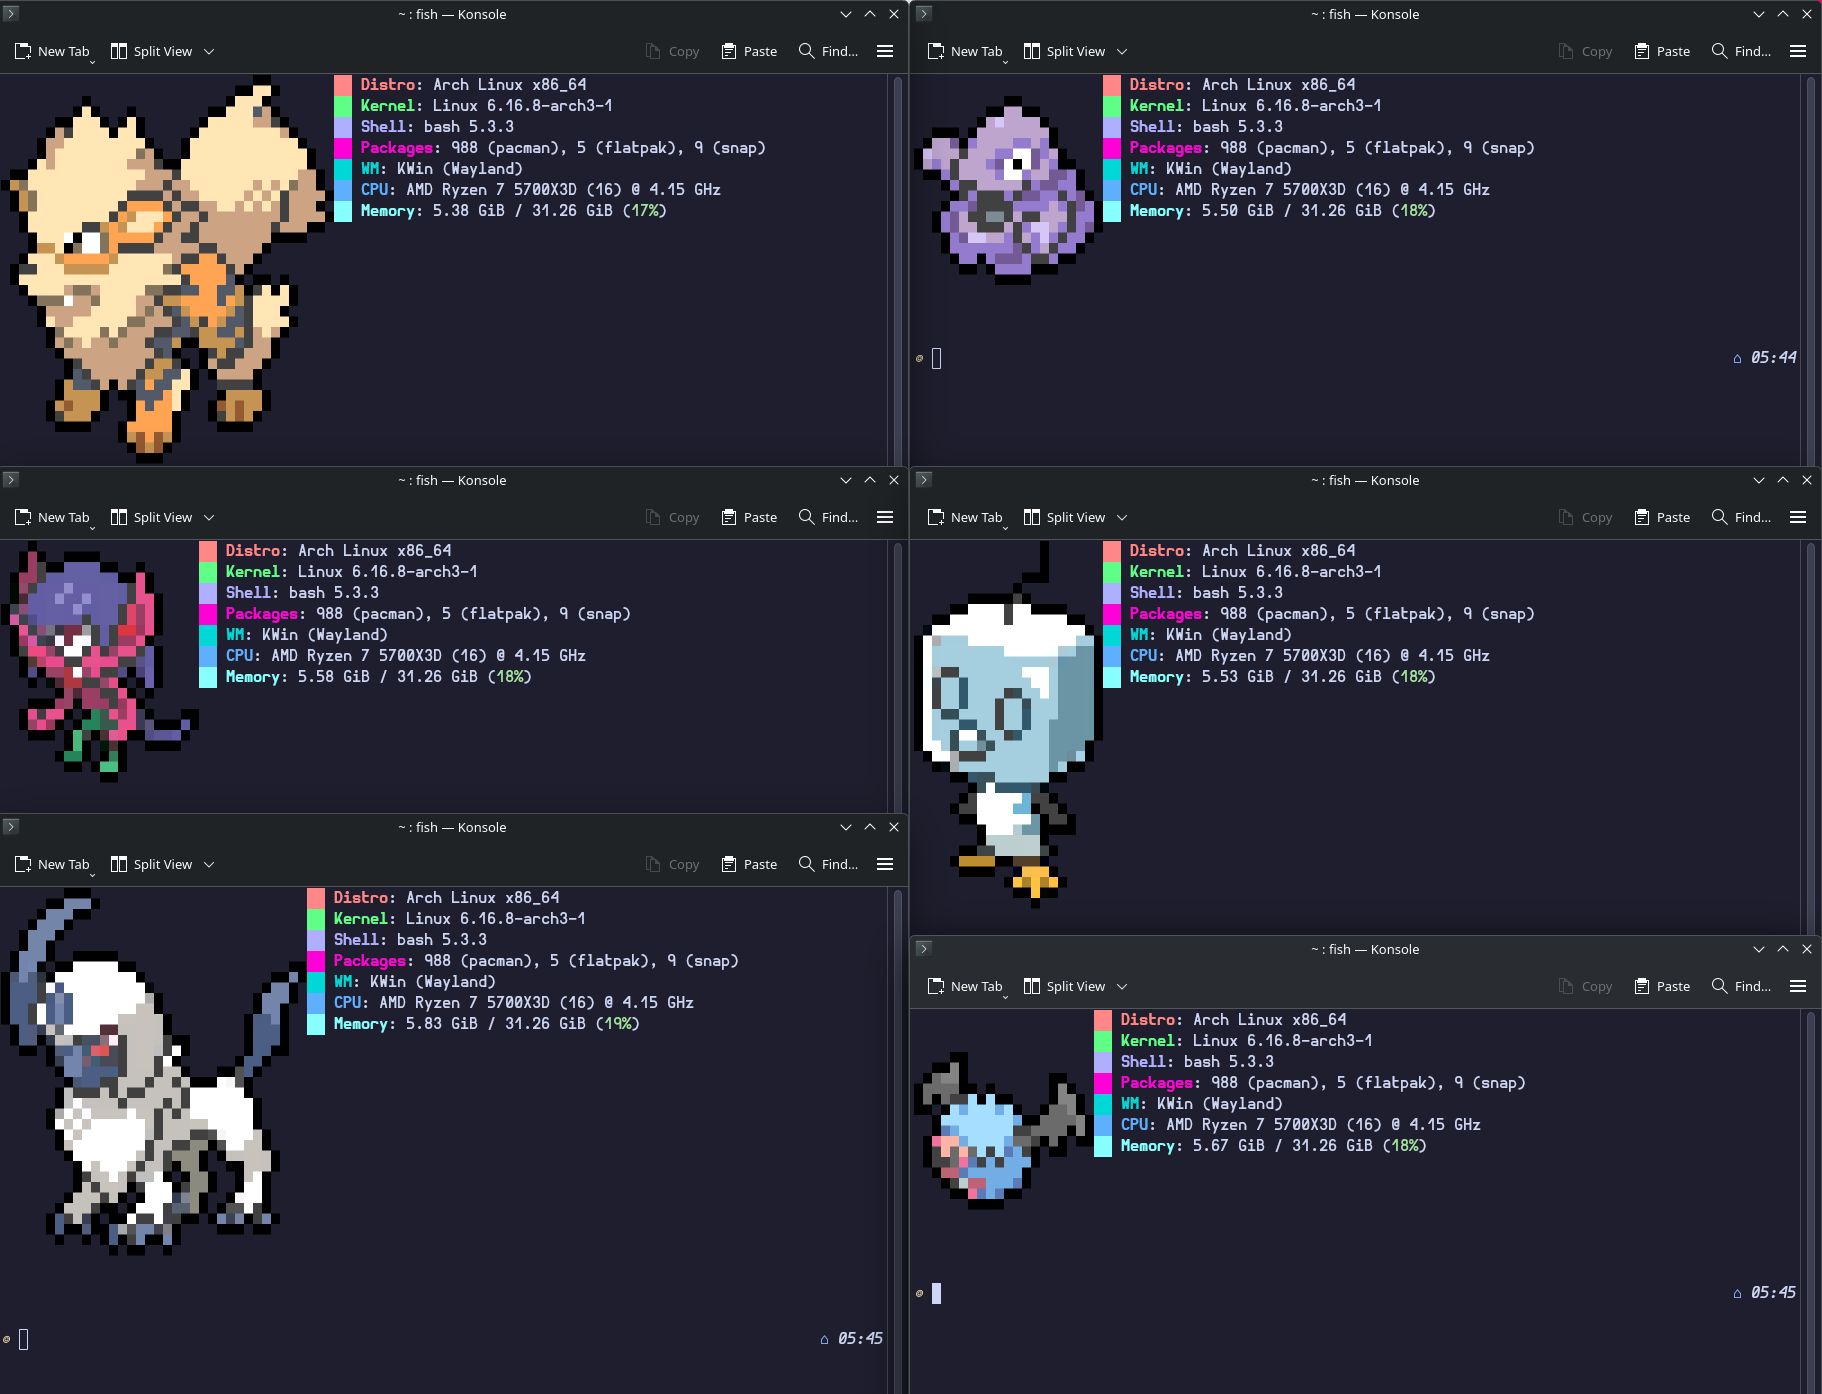 ~ : fish — Konsole
New Tab Split View Copy Paste Find...
Distro: Arch Linux x86_64
Kernel: Linux 6.16.8-arch3-1
Shell: bash 5.3.3
Packages: 988 (pacman), 5 (flatpak), 9 (snap)
WM: KWin (Wayland)
CPU: AMD Ryzen 7 5700X3D (16) @ 4.15 GHz
Memory: 5.38 GiB / 31.26 GiB (17%)
~ : fish — Konsole
New Tab Split View Copy Paste Find...
Distro: Arch Linux x86_64
Kernel: Linux 6.16.8-arch3-1
Shell: bash 5.3.3
Packages: 988 (pacman), 5 (flatpak), 9 (snap)
WM: KWin (Wayland)
CPU: AMD Ryzen 7 5700X3D (16) @ 4.15 GHz
Memory: 5.50 GiB / 31.26 GiB (18%)
05:44
~ : fish — Konsole
New Tab Split View Copy Paste Find...
Distro: Arch Linux x86_64
Kernel: Linux 6.16.8-arch3-1
Shell: bash 5.3.3
Packages: 988 (pacman), 5 (flatpak), 9 (snap)
WM: KWin (Wayland)
CPU: AMD Ryzen 7 5700X3D (16) @ 4.15 GHz
Memory: 5.58 GiB / 31.26 GiB (18%)
~ : fish — Konsole
New Tab Split View Copy Paste Find...
Distro: Arch Linux x86_64
Kernel: Linux 6.16.8-arch3-1
Shell: bash 5.3.3
Packages: 988 (pacman), 5 (flatpak), 9 (snap)
WM: KWin (Wayland)
CPU: AMD Ryzen 7 5700X3D (16) @ 4.15 GHz
Memory: 5.53 GiB / 31.26 GiB (18%)
~ : fish — Konsole
New Tab Split View Copy Paste Find...
Distro: Arch Linux x86_64
Kernel: Linux 6.16.8-arch3-1
Shell: bash 5.3.3
Packages: 988 (pacman), 5 (flatpak), 9 (snap)
WM: KWin (Wayland)
CPU: AMD Ryzen 7 5700X3D (16) @ 4.15 GHz
Memory: 5.83 GiB / 31.26 GiB (19%)
05:45
~ : fish — Konsole
New Tab Split View Copy Paste Find...
Distro: Arch Linux x86_64
Kernel: Linux 6.16.8-arch3-1
Shell: bash 5.3.3
Packages: 988 (pacman), 5 (flatpak), 9 (snap)
WM: KWin (Wayland)
CPU: AMD Ryzen 7 5700X3D (16) @ 4.15 GHz
Memory: 5.67 GiB / 31.26 GiB (18%)
05:45